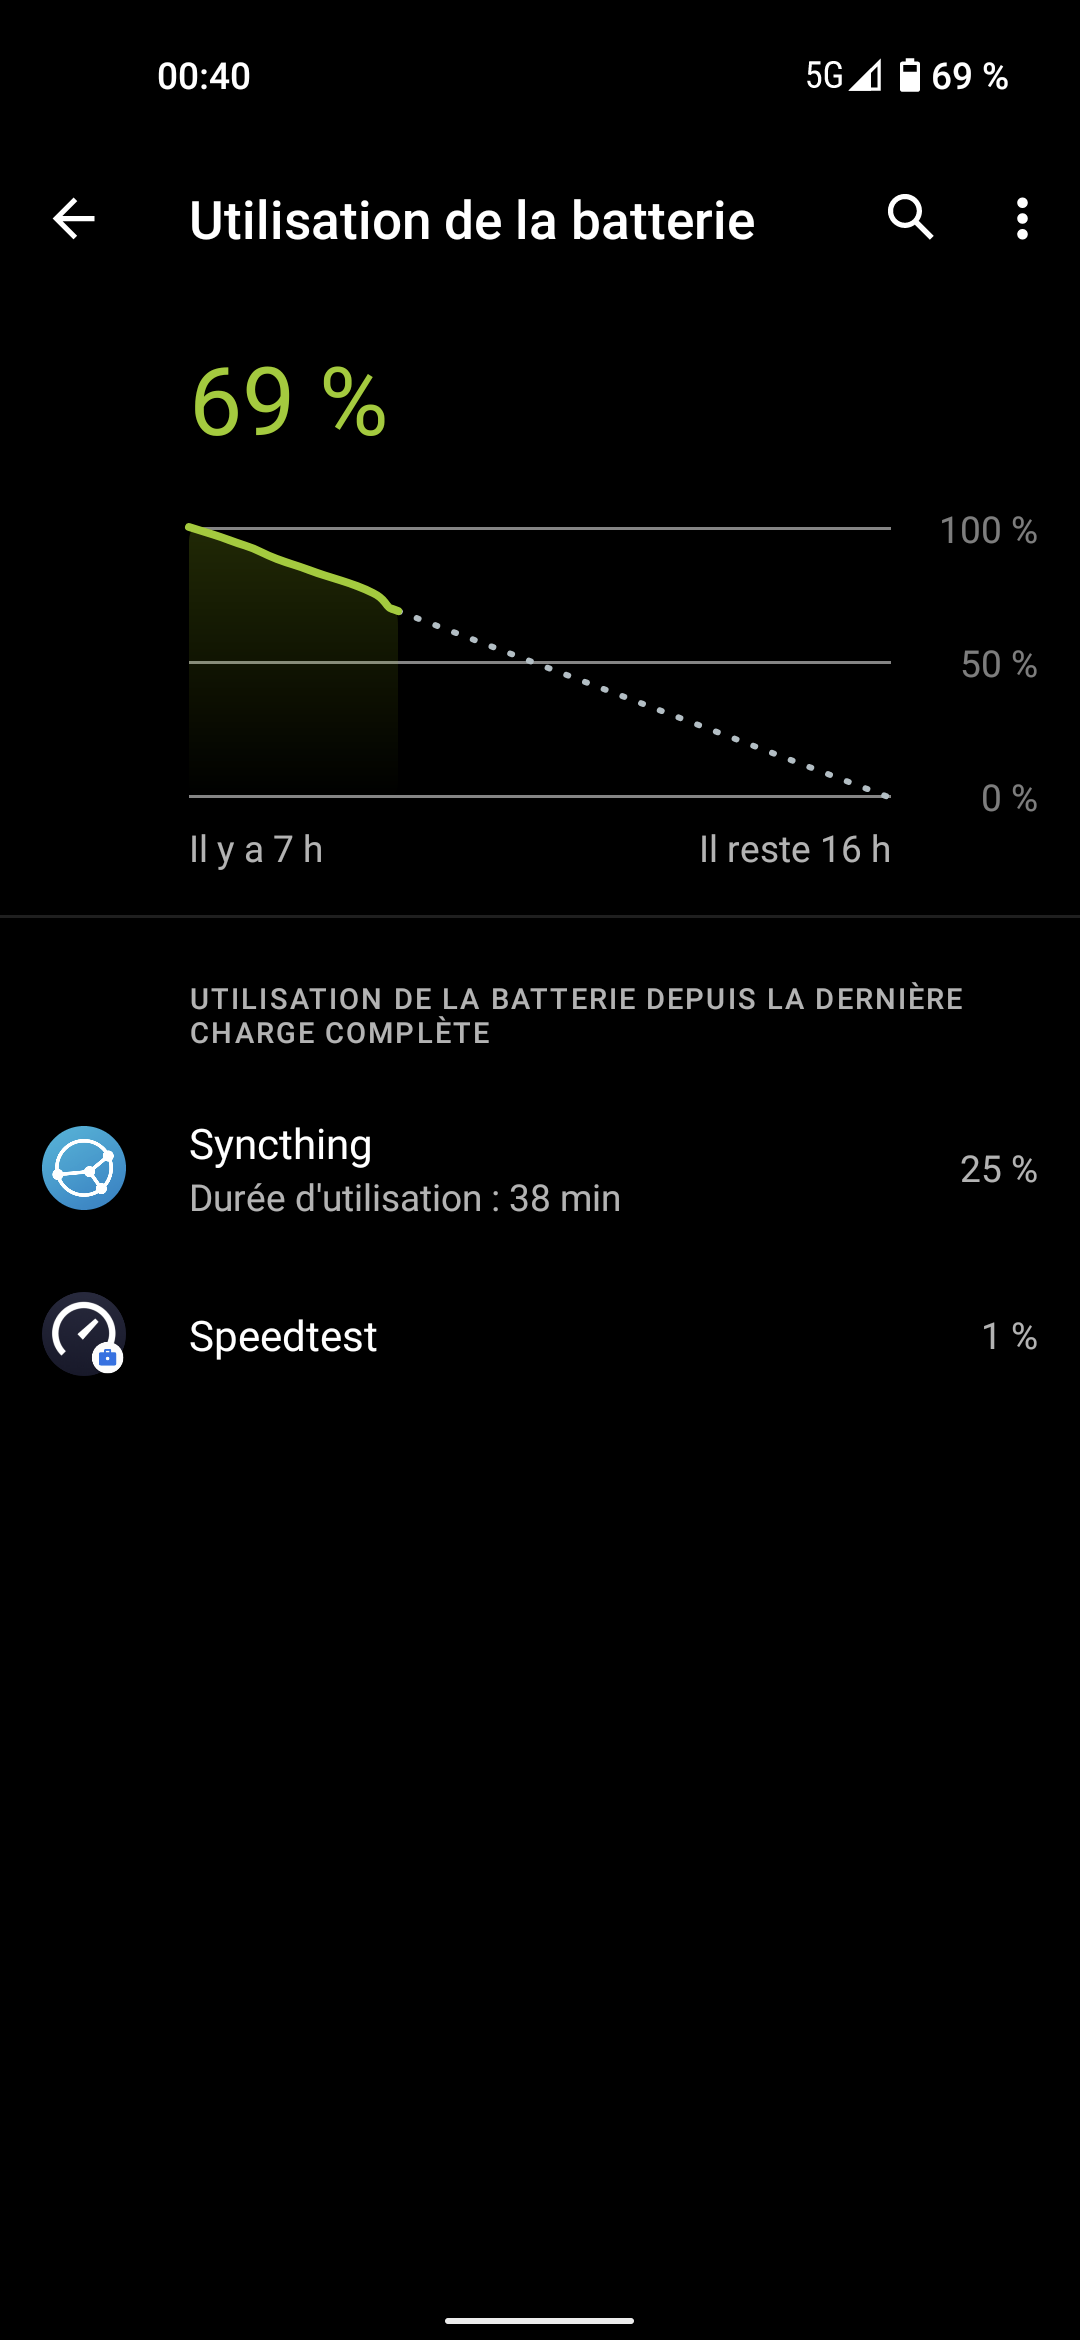 00:40
5G 69 %
Utilisation de la batterie
69 %
100 %
50 %
0 %
Il y a 7 h
Il reste 16 h
UTILISATION DE LA BATTERIE DEPUIS LA DERNIÈRE
CHARGE COMPLÈTE
Syncthing
Durée d'utilisation : 38 min
25 %
Speedtest
1 %